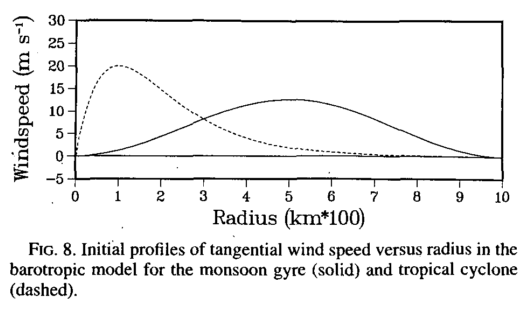 30
25
20
15
10
5
0
−5
Windspeed (m s⁻¹)
0 1 2 3 4 5 6 7 8 9 10
Radius (km*100)
FIG. 8. Initial profiles of tangential wind speed versus radius in the
barotropic model for the monsoon gyre (solid) and tropical cyclone
(dashed).